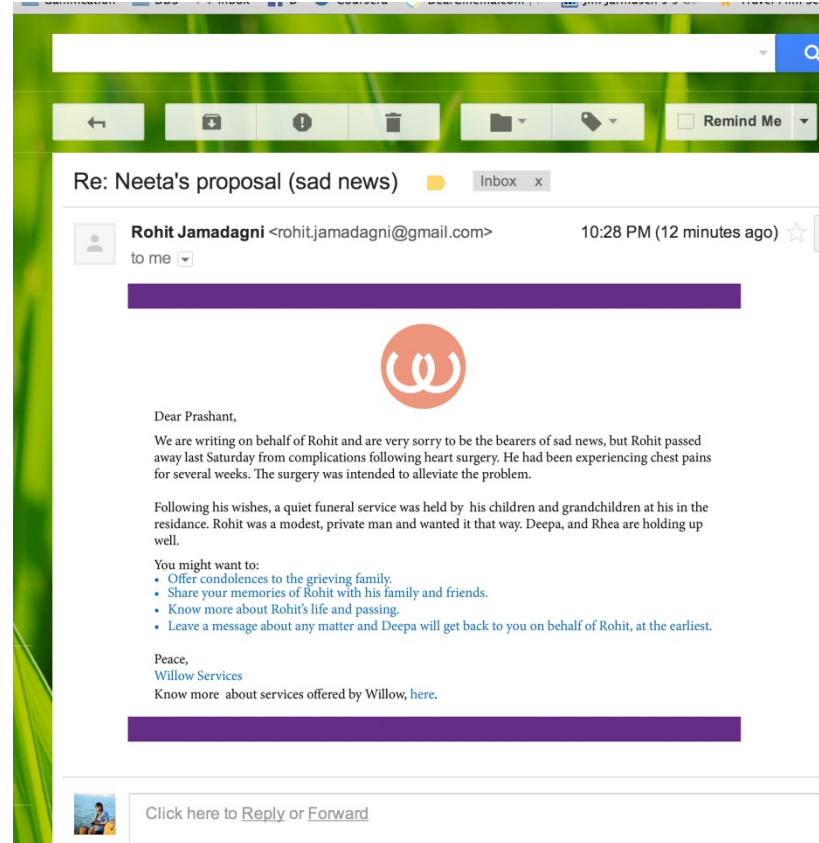 Re: Neeta's proposal (sad news) Inbox x
Remind Me
Rohit Jamadagni <rohit.jamadagni@gmail.com> 10:28 PM (12 minutes ago)
to me
Dear Prashant,
We are writing on behalf of Rohit and are very sorry to be the bearers of sad news, but Rohit passed
away last Saturday from complications following heart surgery. He had been experiencing chest pains
for several weeks. The surgery was intended to alleviate the problem.
Following his wishes, a quiet funeral service was held by his children and grandchildren at his in the
residance. Rohit was a modest, private man and wanted it that way. Deepa, and Rhea are holding up
well.
You might want to:
• Offer condolences to the grieving family.
• Share your memories of Rohit with his family and friends.
• Know more about Rohit's life and passing.
• Leave a message about any matter and Deepa will get back to you on behalf of Rohit, at the earliest.
Peace,
Willow Services
Know more about services offered by Willow, here.
Click here to Reply or Forward